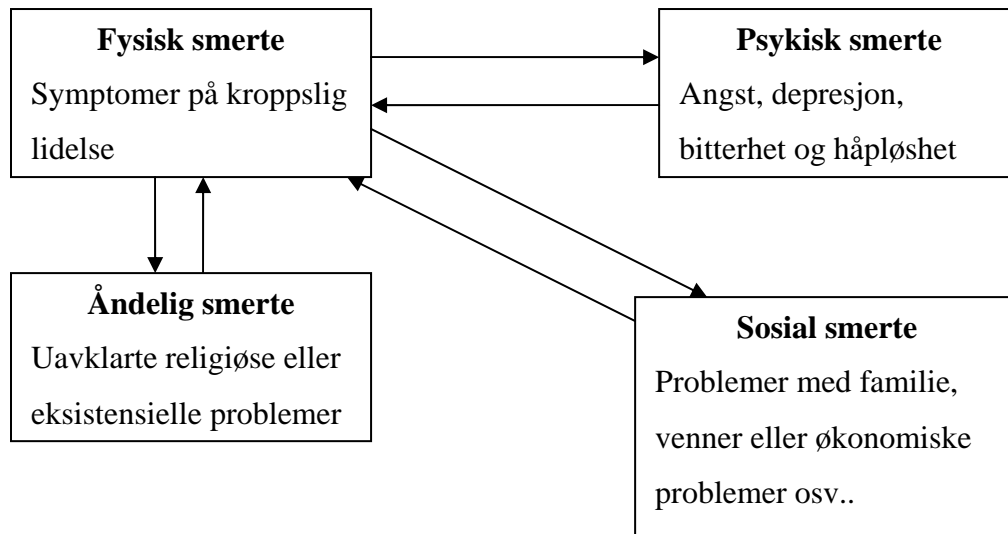 Fysisk smerte
Symptomer på kroppslig
lidelse
Psykisk smerte
Angst, depresjon,
bitterhet og håpløshet
Åndelig smerte
Uavklarte religiøse eller
eksistensielle problemer
Sosial smerte
Problemer med familie,
venner eller økonomiske
problemer osv..